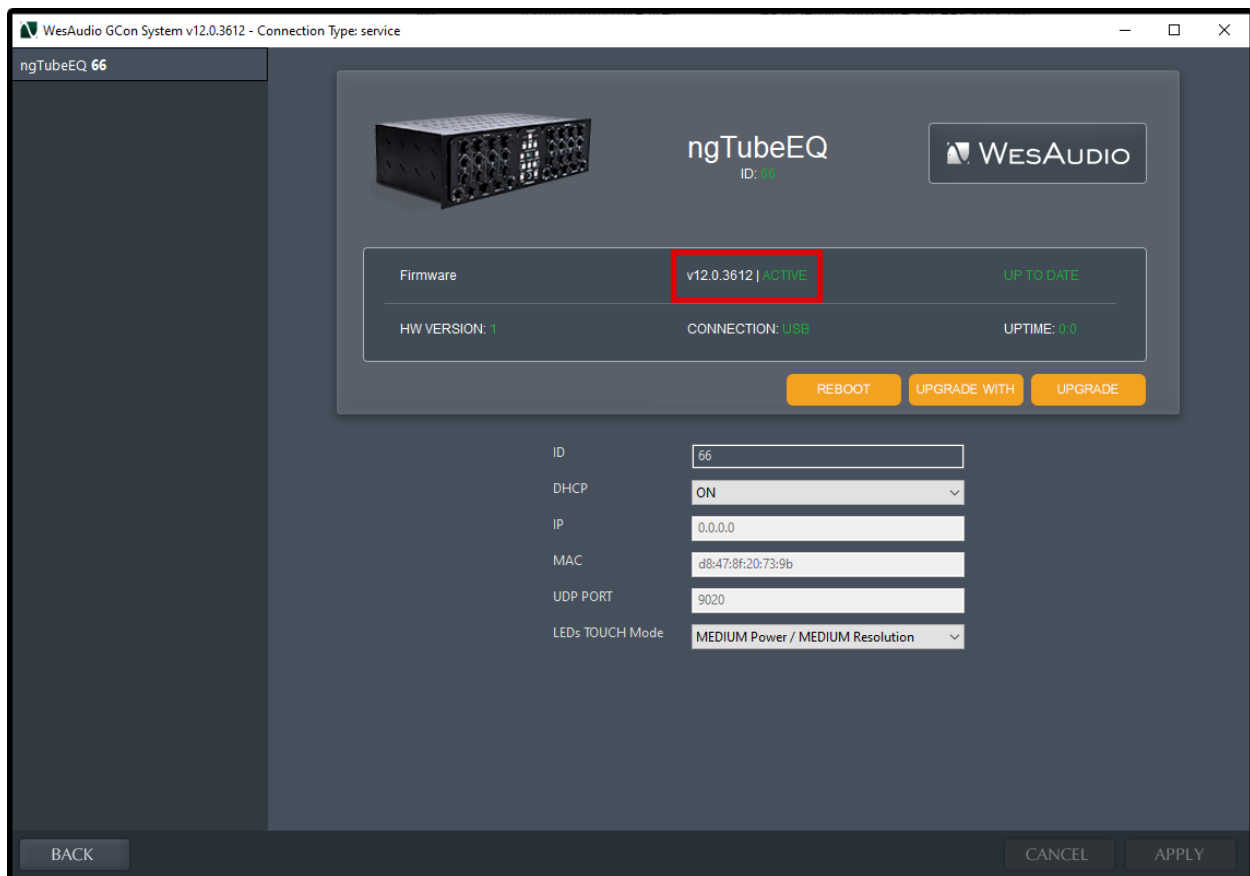 WesAudio GCon System v12.0.3612 - Connection Type: service
ngTubeEQ 66
ngTubeEQ
ID: 66
WESAUDIO
Firmware v12.0.3612 | ACTIVE UP TO DATE
HW VERSION: 1 CONNECTION: USB UPTIME: 0:0
REBOOT UPGRADE WITH UPGRADE
ID 66
DHCP ON
IP 0.0.0.0
MAC d8:47:8f:20:73:9b
UDP PORT 9020
LEDs TOUCH Mode MEDIUM Power / MEDIUM Resolution
BACK CANCEL APPLY